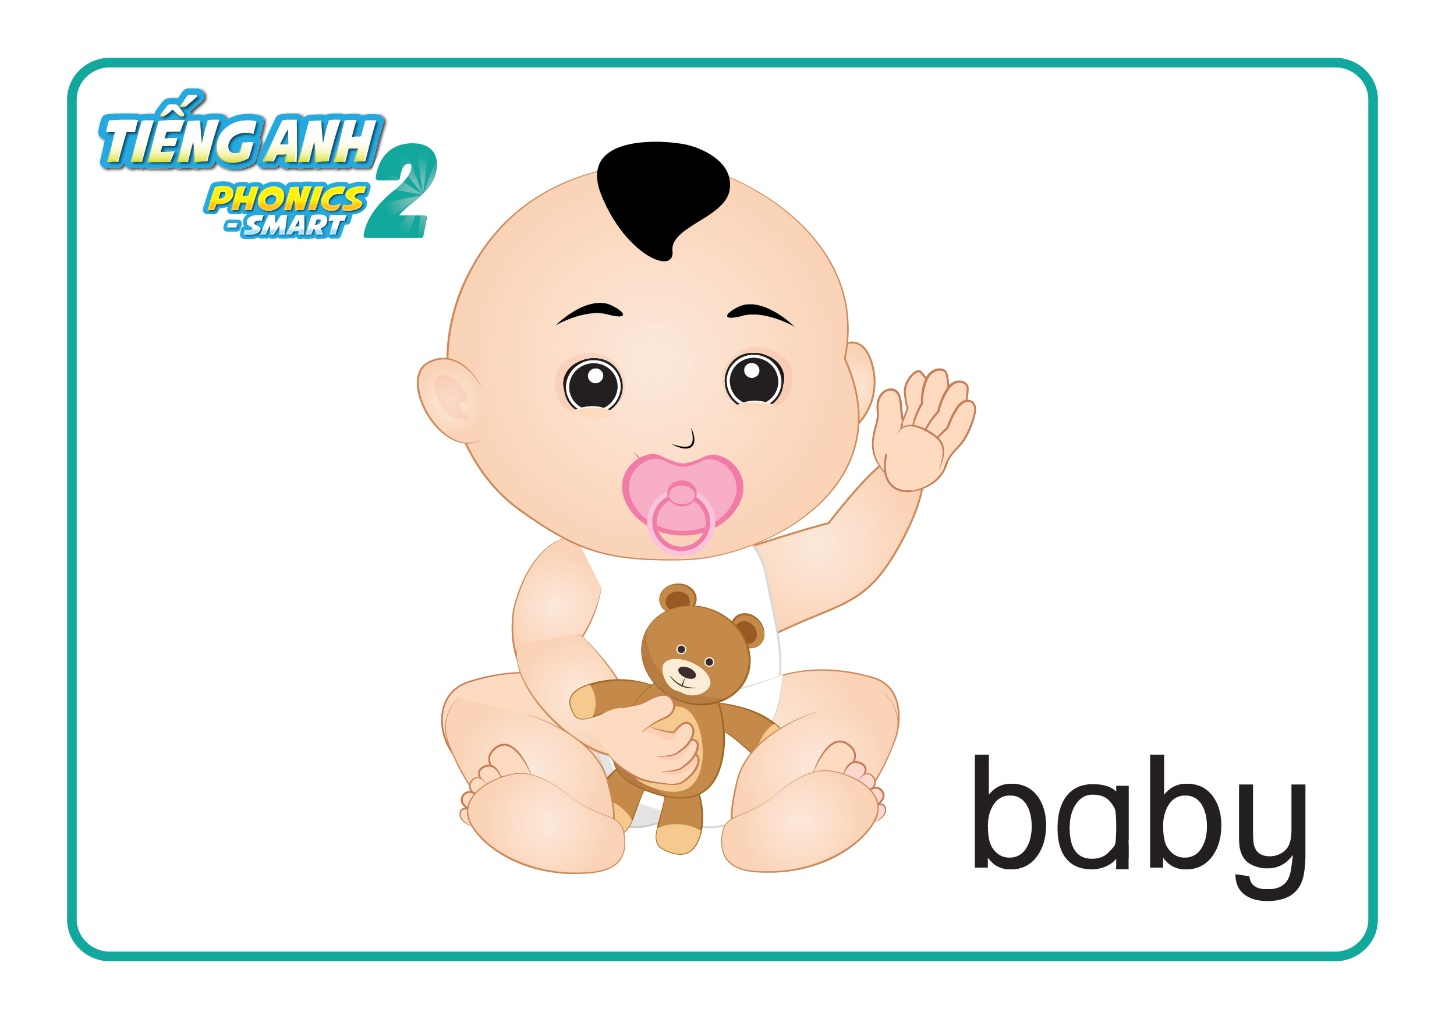 TIẾNG ANH
PHONICS 2
-SMART
baby